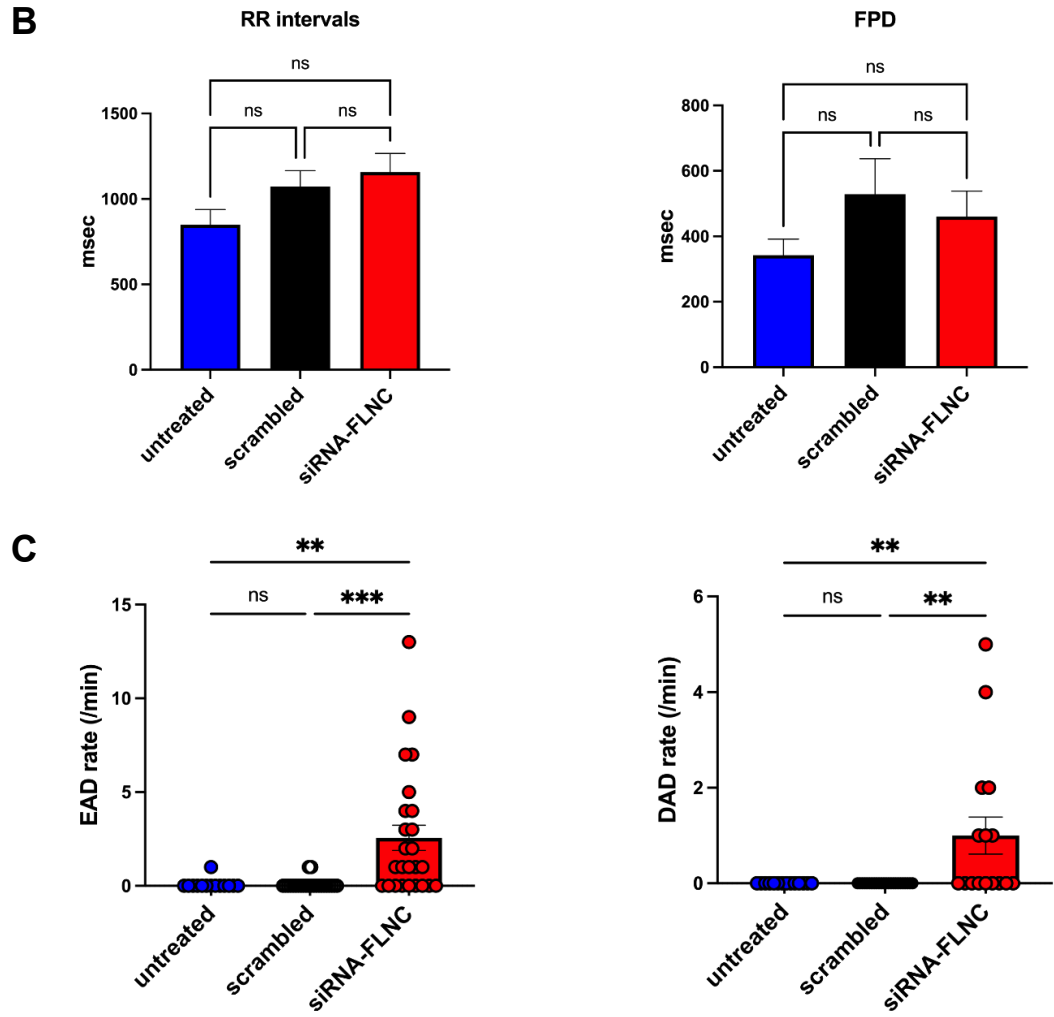 B
RR intervals
ns
ns
ns
1500
1000
500
0
msec
untreated
scrambled
siRNA-FLNC
FPD
ns
ns
ns
800
600
400
200
0
msec
untreated
scrambled
siRNA-FLNC
C
**
ns
***
15
10
5
0
EAD rate (/min)
untreated
scrambled
siRNA-FLNC
**
ns
**
6
4
2
0
DAD rate (/min)
untreated
scrambled
siRNA-FLNC